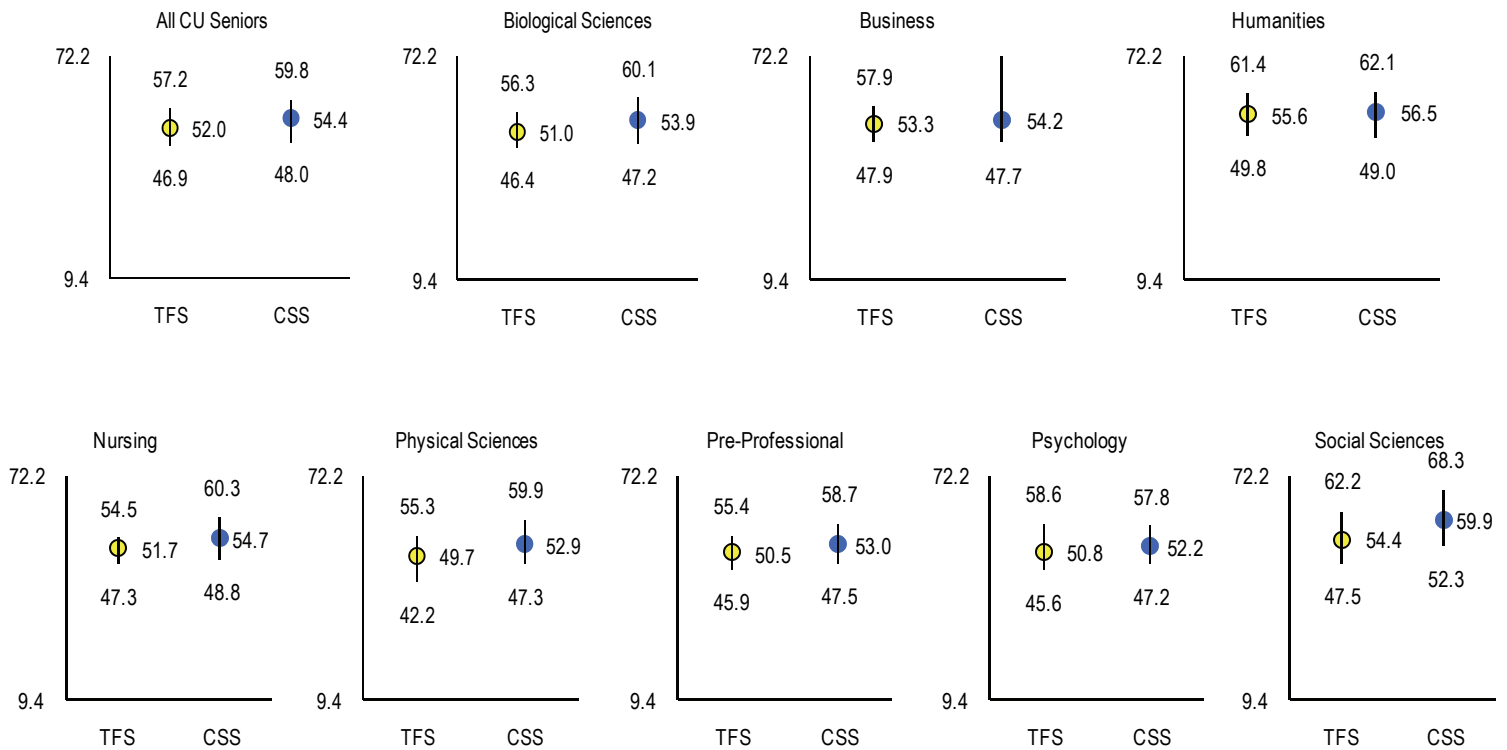 All CU Seniors
72.2
57.2
59.8
52.0
54.4
46.9
48.0
9.4
TFS
CSS
Biological Sciences
72.2
56.3
60.1
51.0
53.9
46.4
47.2
9.4
TFS
CSS
Business
72.2
57.9
53.3
54.2
47.9
47.7
9.4
TFS
CSS
Humanities
72.2
61.4
62.1
55.6
56.5
49.8
49.0
9.4
TFS
CSS
Nursing
72.2
54.5
60.3
51.7
54.7
47.3
48.8
9.4
TFS
CSS
Physical Sciences
72.2
55.3
59.9
49.7
52.9
42.2
47.3
9.4
TFS
CSS
Pre-Professional
72.2
55.4
58.7
50.5
53.0
45.9
47.5
9.4
TFS
CSS
Psychology
72.2
58.6
57.8
50.8
52.2
45.6
47.2
9.4
TFS
CSS
Social Sciences
72.2
62.2
68.3
54.4
59.9
47.5
52.3
9.4
TFS
CSS